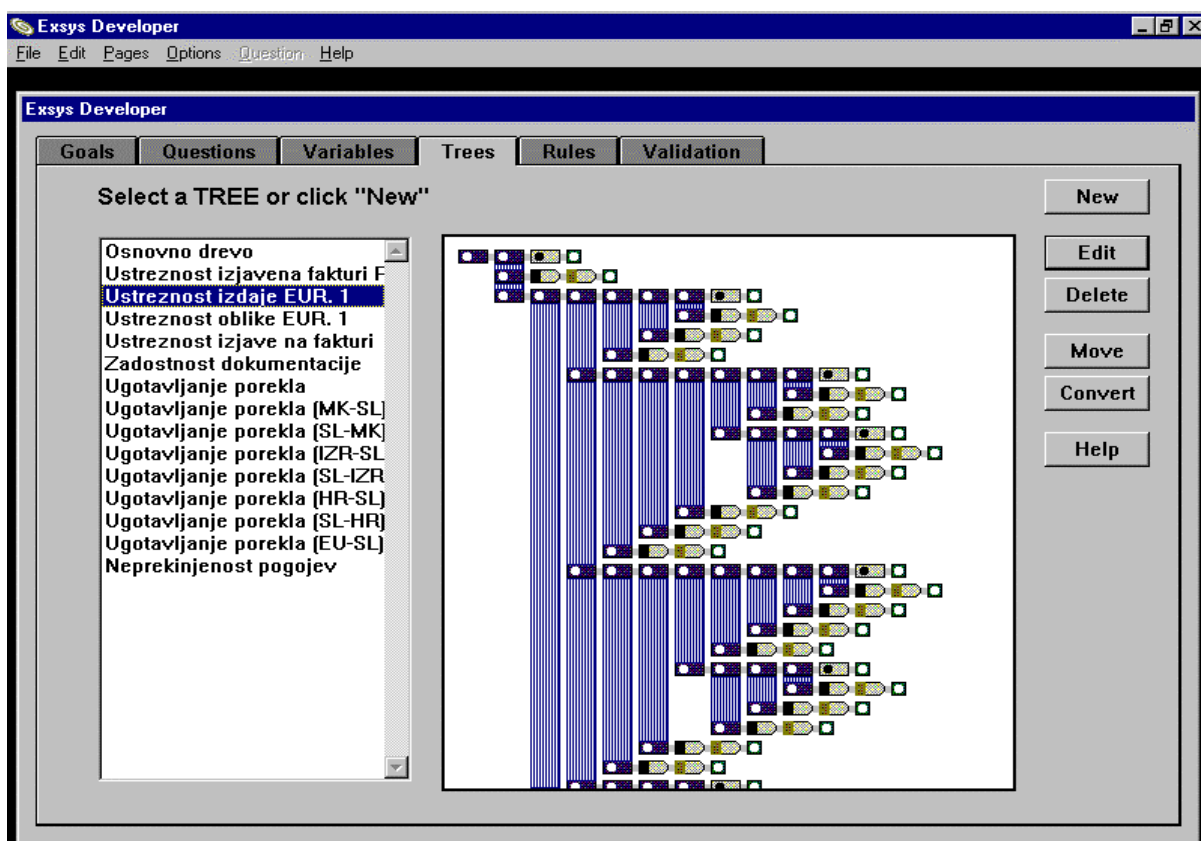 Exsys Developer
File Edit Pages Options Question Help
Exsys Developer
Goals Questions Variables Trees Rules Validation
Select a TREE or click "New"
Osnovno drevo
Ustreznost izjavena fakturi F
Ustreznost izdaje EUR. 1
Ustreznost oblike EUR. 1
Ustreznost izjave na fakturi
Zadostnost dokumentacije
Ugotavljanje porekla
Ugotavljanje porekla (MK-SL)
Ugotavljanje porekla (SL-MK)
Ugotavljanje porekla (IZR-SL
Ugotavljanje porekla (SL-IZR
Ugotavljanje porekla (HR-SL)
Ugotavljanje porekla (SL-HR)
Ugotavljanje porekla (EU-SL)
Neprekinjenost pogojev
New
Edit
Delete
Move
Convert
Help